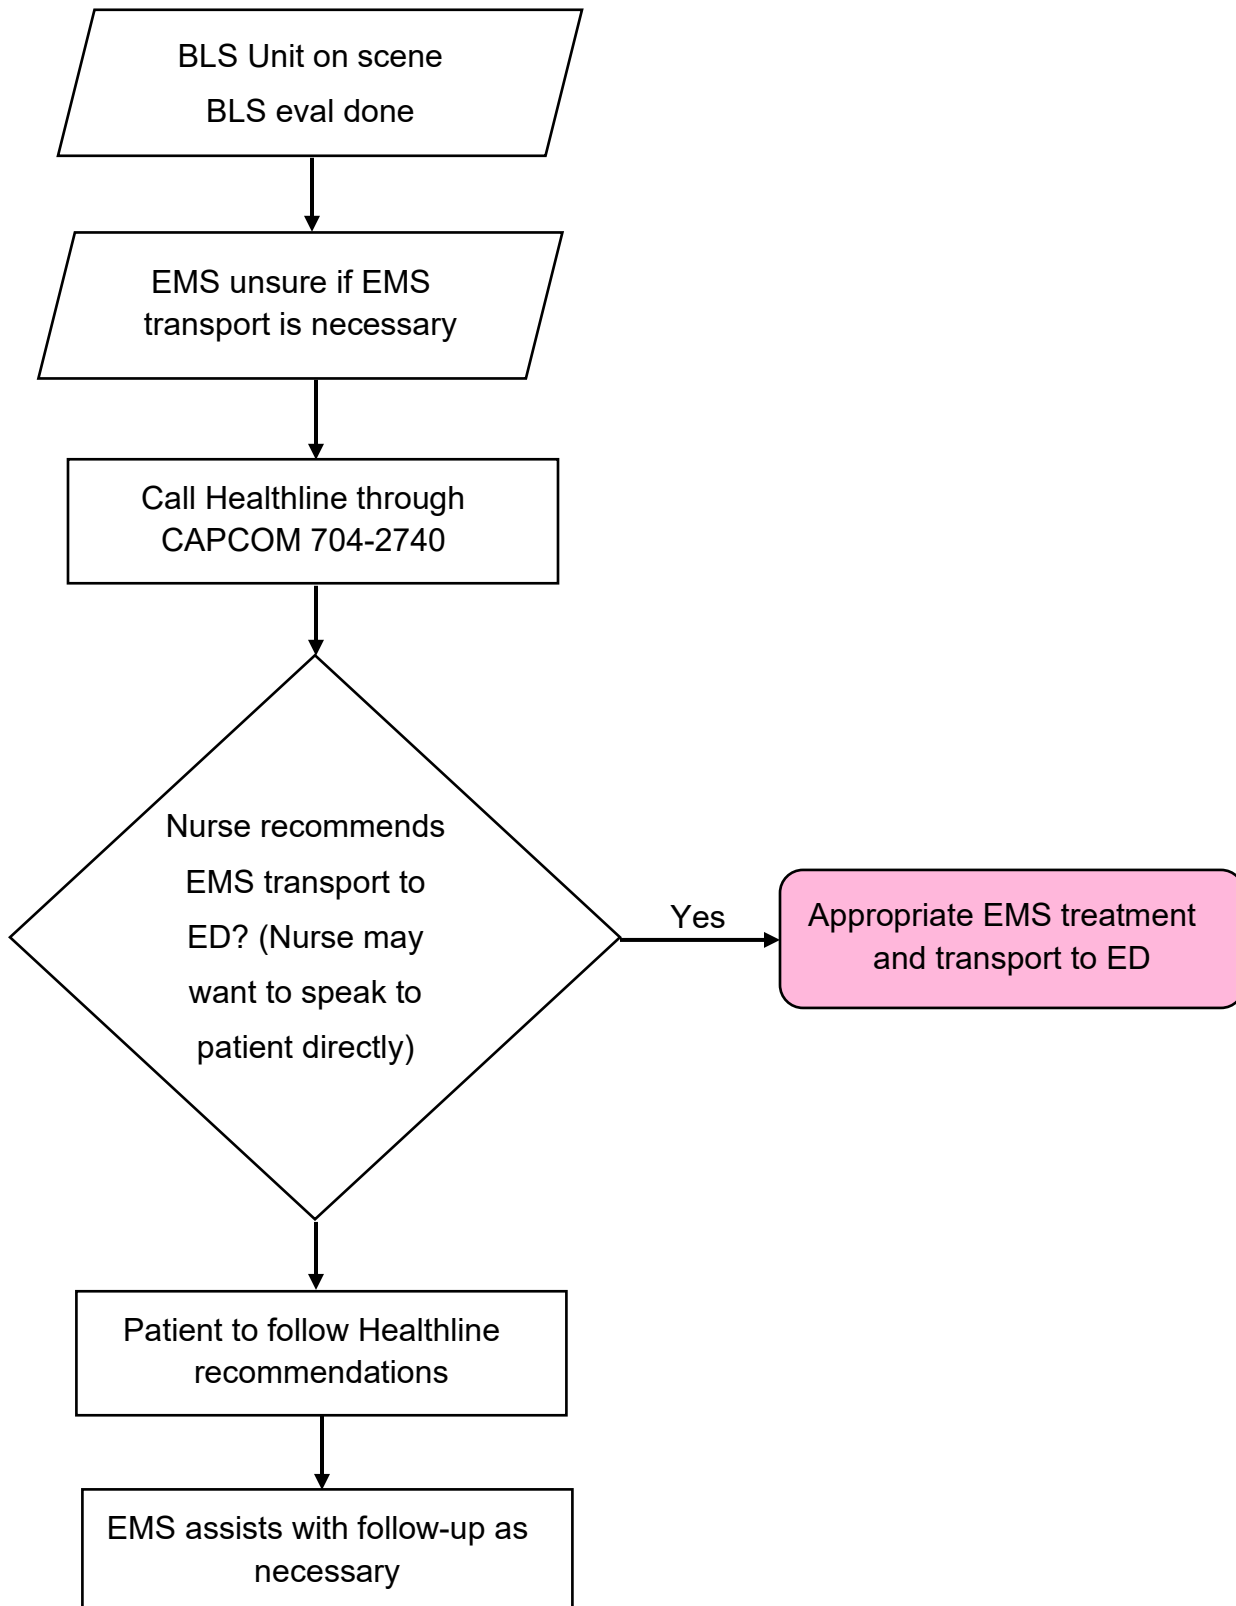 BLS Unit on scene
BLS eval done
EMS unsure if EMS
transport is necessary
Call Healthline through
CAPCOM 704-2740
Nurse recommends
EMS transport to
ED? (Nurse may
want to speak to
patient directly)
Yes
Appropriate EMS treatment
and transport to ED
Patient to follow Healthline
recommendations
EMS assists with follow-up as
necessary